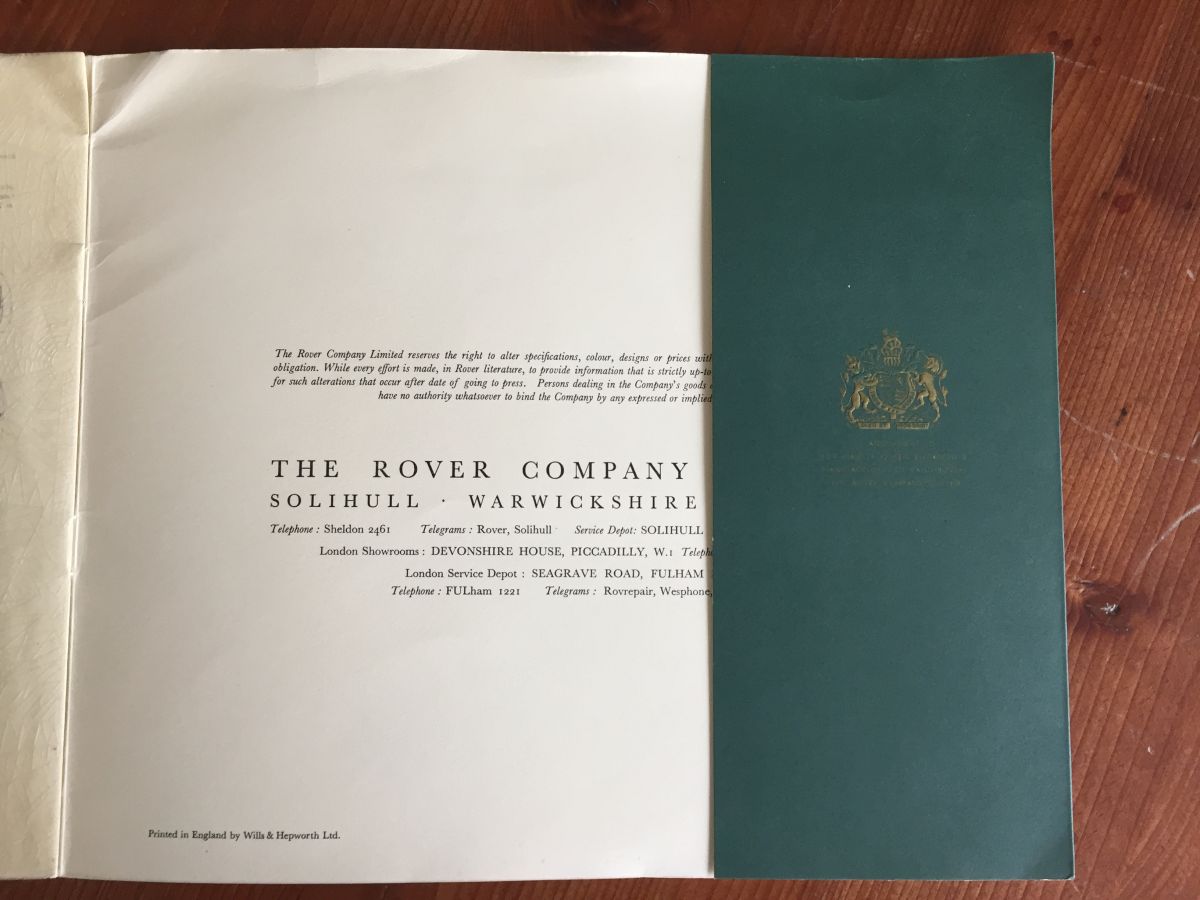 The Rover Company Limited reserves the right to alter specifications, colour, designs or prices with
obligation. While every effort is made, in Rover literature, to provide information that is strictly up-to
for such alterations that occur after date of going to press. Persons dealing in the Company's goods
have no authority whatsoever to bind the Company by any expressed or implied
THE ROVER COMPANY
SOLIHULL · WARWICKSHIRE
Telephone : Sheldon 2461 Telegrams : Rover, Solihull Service Depot: SOLIHULL
London Showrooms : DEVONSHIRE HOUSE, PICCADILLY, W.1 Teleph
London Service Depot : SEAGRAVE ROAD, FULHAM
Telephone : FULham 1221 Telegrams : Rovrepair, Wesphone,
Printed in England by Wills & Hepworth Ltd.